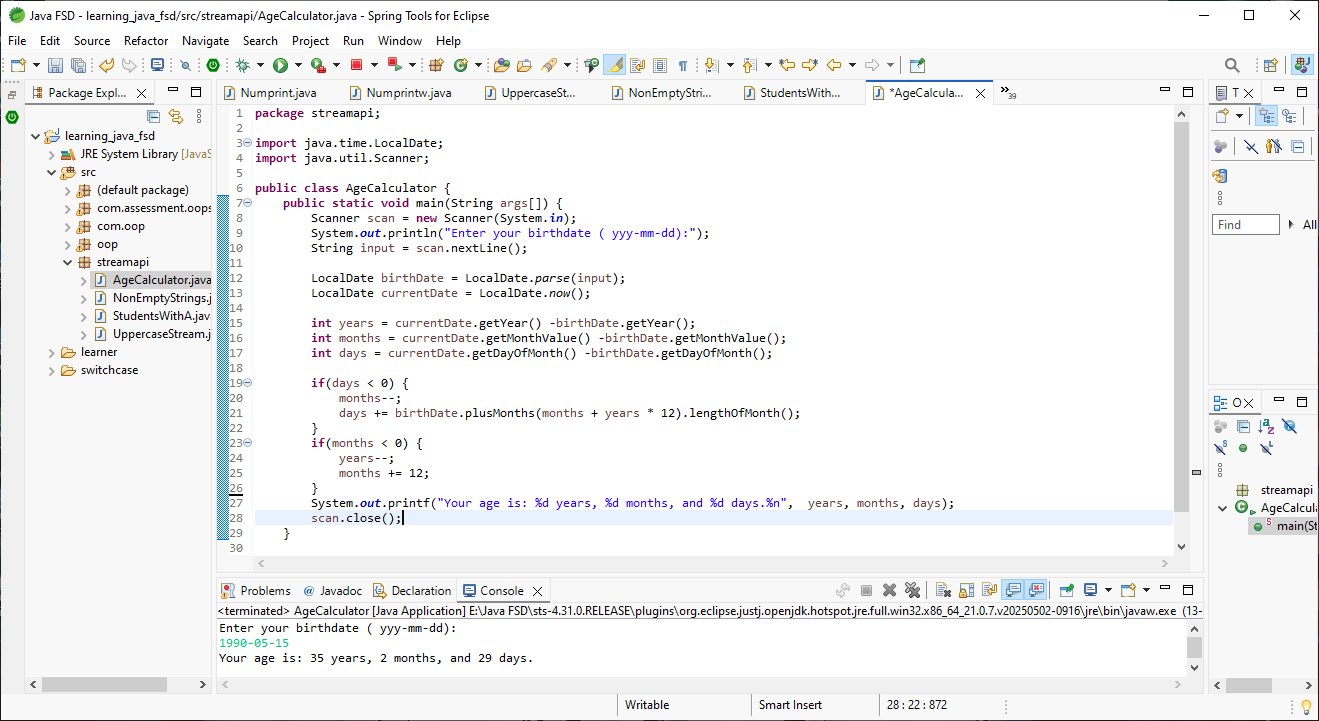 Java FSD - learning_java_fsd/src/streamapi/AgeCalculator.java - Spring Tools for Eclipse
File Edit Source Refactor Navigate Search Project Run Window Help
Package Expl...
Numprint.java Numprintw.java UppercaseSt... NonEmptyStri... StudentsWith... *AgeCalcula... »39
T
learning_java_fsd
JRE System Library [JavaS
src
(default package)
com.assessment.oops
com.oop
oop
streamapi
AgeCalculator.java
NonEmptyStrings.j
StudentsWithA.jav
UppercaseStream.j
learner
switchcase
1 package streamapi;
2
3 import java.time.LocalDate;
4 import java.util.Scanner;
5
6 public class AgeCalculator {
7 public static void main(String args[]) {
8 Scanner scan = new Scanner(System.in);
9 System.out.println("Enter your birthdate ( yyy-mm-dd):");
10 String input = scan.nextLine();
11
12 LocalDate birthDate = LocalDate.parse(input);
13 LocalDate currentDate = LocalDate.now();
14
15 int years = currentDate.getYear() -birthDate.getYear();
16 int months = currentDate.getMonthValue() -birthDate.getMonthValue();
17 int days = currentDate.getDayOfMonth() -birthDate.getDayOfMonth();
18
19 if(days < 0) {
20 months--;
21 days += birthDate.plusMonths(months + years * 12).lengthOfMonth();
22 }
23 if(months < 0) {
24 years--;
25 months += 12;
26 }
27 System.out.printf("Your age is: %d years, %d months, and %d days.%n",  years, months, days);
28 scan.close();
29 }
30
Find All
O
streamapi
AgeCalcula
main(St
Problems @ Javadoc Declaration Console
<terminated> AgeCalculator [Java Application] E:\Java FSD\sts-4.31.0.RELEASE\plugins\org.eclipse.justj.openjdk.hotspot.jre.full.win32.x86_64_21.0.7.v20250502-0916\jre\bin\javaw.exe (13-
Enter your birthdate ( yyy-mm-dd):
1990-05-15
Your age is: 35 years, 2 months, and 29 days.
Writable Smart Insert 28 : 22 : 872